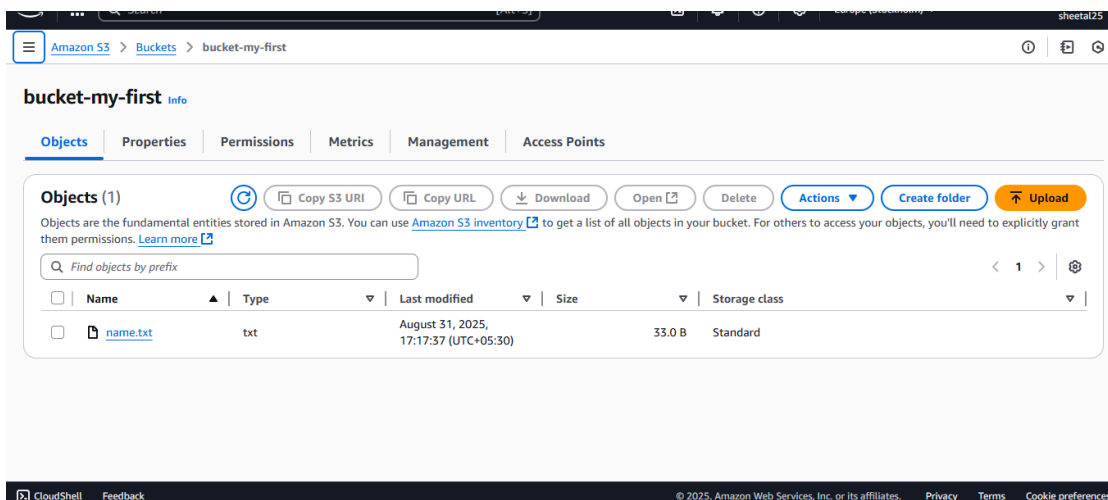 Search [Alt+S] Europe (Stockholm)
sheetal25
Amazon S3 > Buckets > bucket-my-first
bucket-my-first Info
Objects Properties Permissions Metrics Management Access Points
Objects (1) Copy S3 URI Copy URL Download Open Delete Actions Create folder Upload
Objects are the fundamental entities stored in Amazon S3. You can use Amazon S3 inventory to get a list of all objects in your bucket. For others to access your objects, you'll need to explicitly grant
them permissions. Learn more
Find objects by prefix 1
Name Type Last modified Size Storage class
name.txt txt August 31, 2025, 17:17:37 (UTC+05:30) 33.0 B Standard
CloudShell Feedback © 2025, Amazon Web Services, Inc. or its affiliates. Privacy Terms Cookie preferences